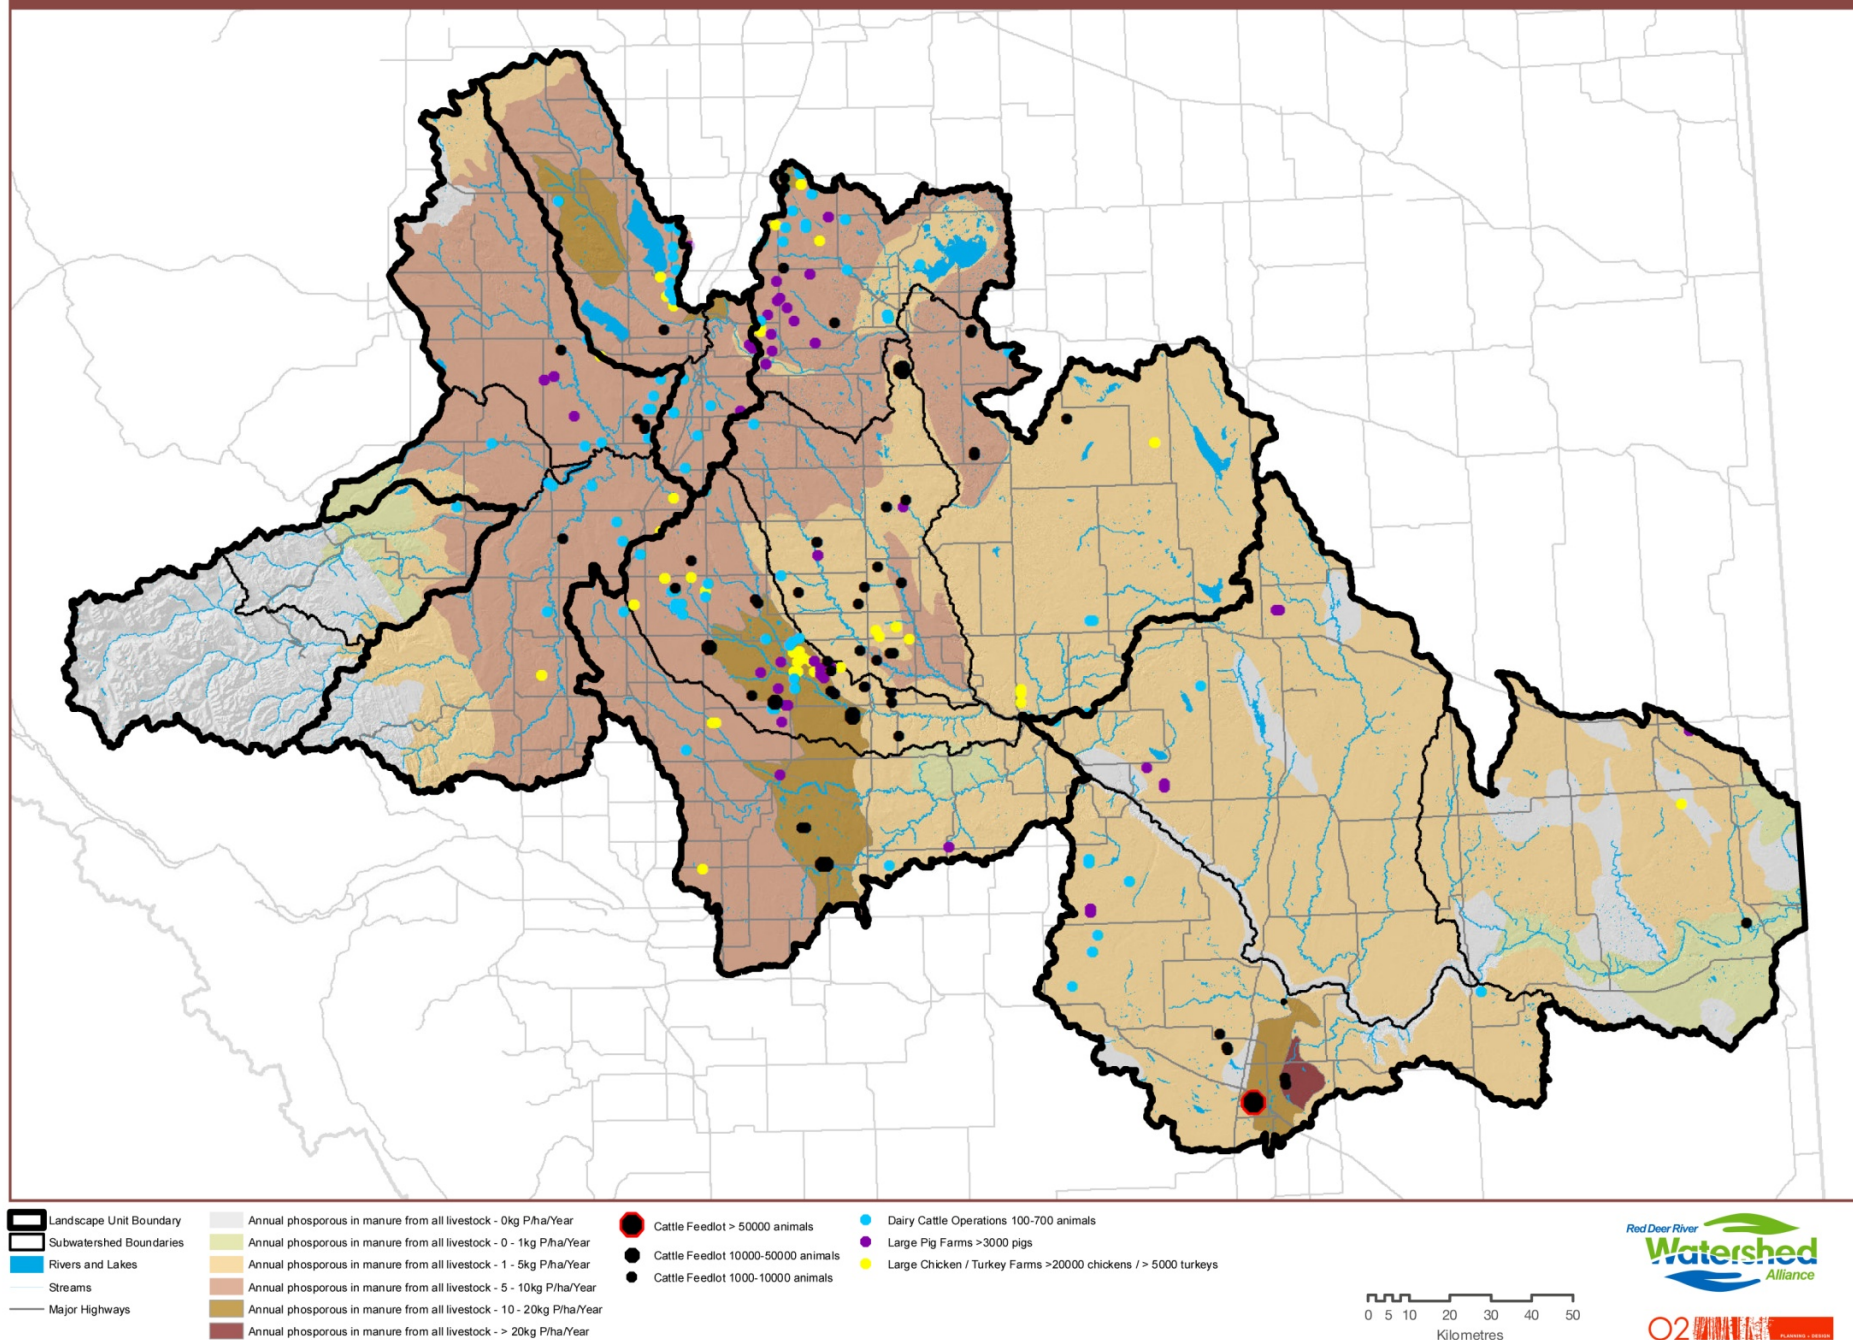 Landscape Unit Boundary
Subwatershed Boundaries
Rivers and Lakes
Streams
Major Highways
Annual phosporous in manure from all livestock - 0kg P/ha/Year
Annual phosporous in manure from all livestock - 0 - 1kg P/ha/Year
Annual phosporous in manure from all livestock - 1 - 5kg P/ha/Year
Annual phosporous in manure from all livestock - 5 - 10kg P/ha/Year
Annual phosporous in manure from all livestock - 10 - 20kg P/ha/Year
Annual phosporous in manure from all livestock - > 20kg P/ha/Year
Cattle Feedlot > 50000 animals
Cattle Feedlot 10000-50000 animals
Cattle Feedlot 1000-10000 animals
Dairy Cattle Operations 100-700 animals
Large Pig Farms >3000 pigs
Large Chicken / Turkey Farms >20000 chickens / > 5000 turkeys
0 5 10 20 30 40 50
Kilometres
Red Deer River
Watershed
Alliance
O2
PLANNING + DESIGN